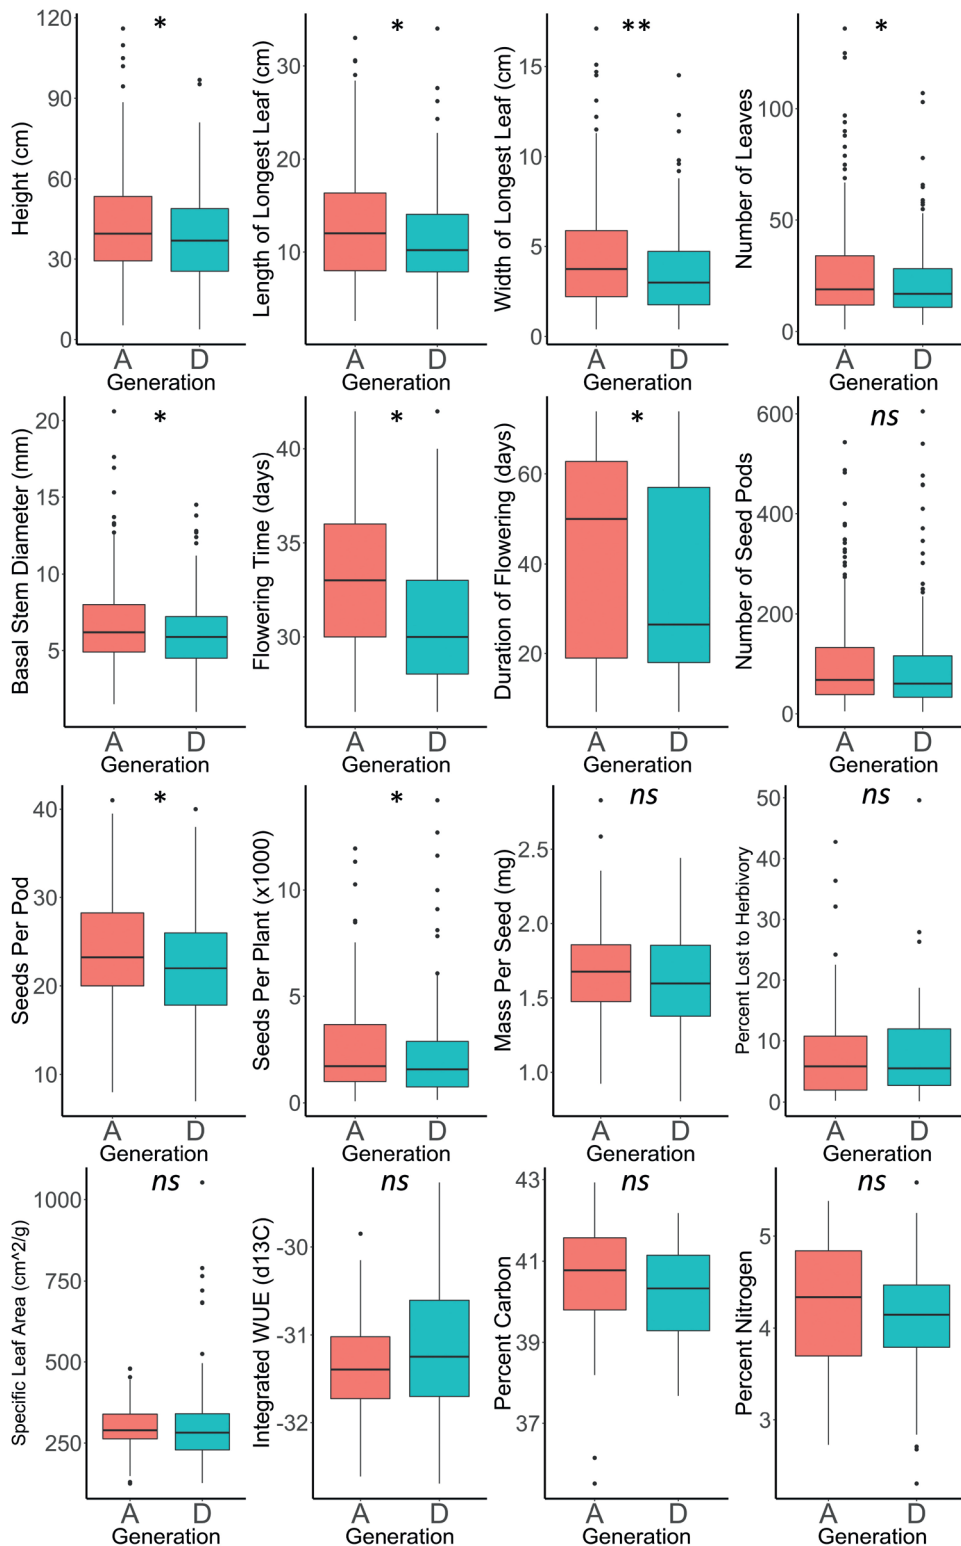 Height (cm)
120
90
60
30
0
*
A D
Generation
Length of Longest Leaf (cm)
30
20
10
*
A D
Generation
Width of Longest Leaf (cm)
15
10
5
0
**
A D
Generation
Number of Leaves
100
50
0
*
A D
Generation
Basal Stem Diameter (mm)
20
15
10
5
*
A D
Generation
Flowering Time (days)
40
35
30
*
A D
Generation
Duration of Flowering (days)
60
40
20
*
A D
Generation
Number of Seed Pods
600
400
200
0
ns
A D
Generation
Seeds Per Pod
40
30
20
10
*
A D
Generation
Seeds Per Plant (x1000)
10
5
0
*
A D
Generation
Mass Per Seed (mg)
2.5
2.0
1.5
1.0
ns
A D
Generation
Percent Lost to Herbivory
50
40
30
20
10
0
ns
A D
Generation
Specific Leaf Area (cm^2/g)
1000
750
500
250
ns
A D
Generation
Integrated WUE (d13C)
-30
-31
-32
ns
A D
Generation
Percent Carbon
43
41
39
37
ns
A D
Generation
Percent Nitrogen
5
4
3
ns
A D
Generation